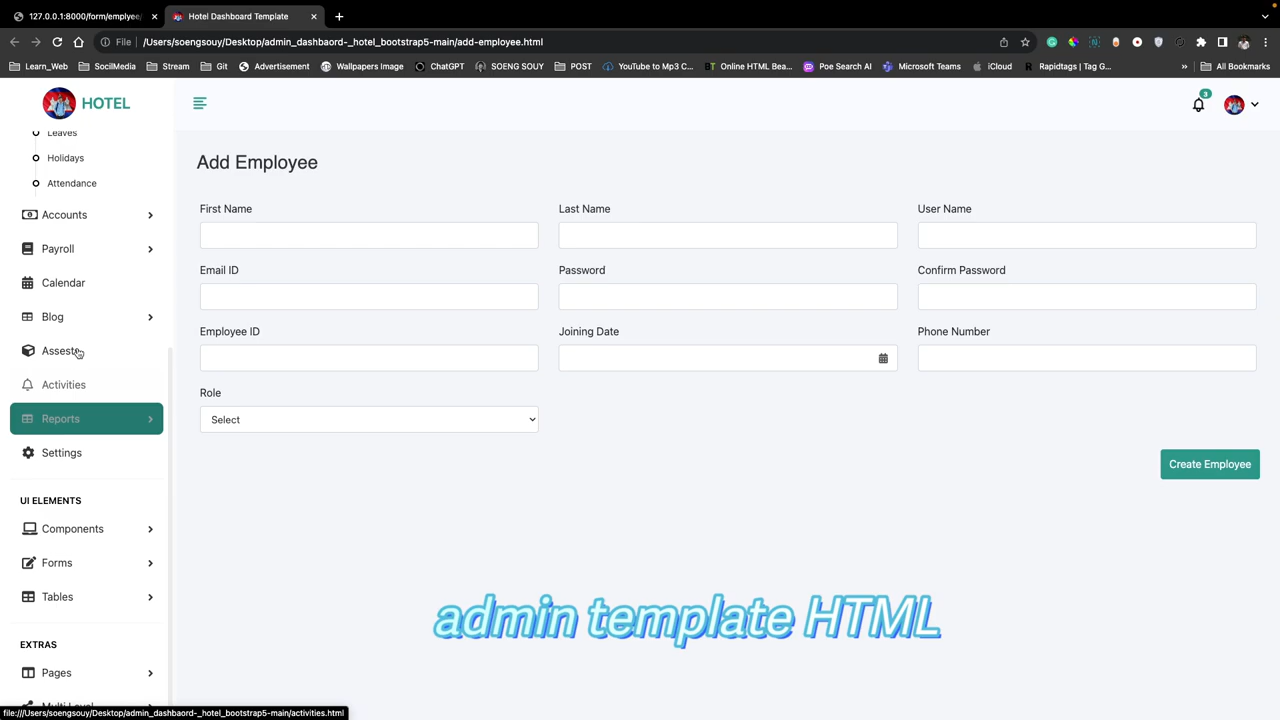 127.0.0.1:8000/form/emplyee/
Hotel Dashboard Template
File
/Users/soengsouy/Desktop/admin_dashbaord-_hotel_bootstrap5-main/add-employee.html
Learn_Web
SocilMedia
Stream
Git
Advertisement
Wallpapers Image
ChatGPT
SOENG SOUY
POST
YouTube to Mp3 C...
Online HTML Bea...
Poe Search AI
Microsoft Teams
iCloud
Rapidtags | Tag G...
»
All Bookmarks
HOTEL
3
Leaves
Holidays
Attendance
Accounts
Payroll
Calendar
Blog
Assests
Activities
Reports
Settings
UI ELEMENTS
Components
Forms
Tables
EXTRAS
Pages
Multi Level
Add Employee
First Name
Last Name
User Name
Email ID
Password
Confirm Password
Employee ID
Joining Date
Phone Number
Role
Select
Create Employee
admin template HTML
file:///Users/soengsouy/Desktop/admin_dashbaord-_hotel_bootstrap5-main/activities.html